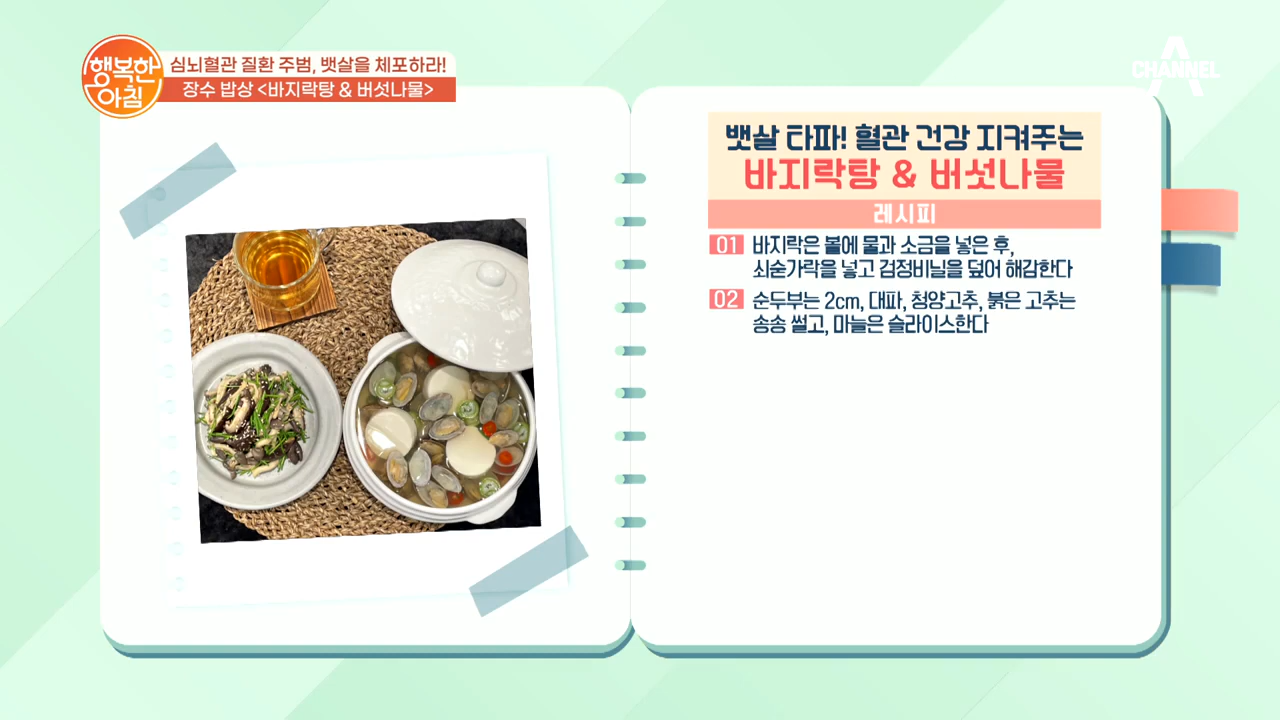 행복한
아침
심뇌혈관 질환 주범, 뱃살을 체포하라!
장수 밥상 <바지락탕 & 버섯나물>
CHANNEL A
뱃살 타파! 혈관 건강 지켜주는
바지락탕 & 버섯나물
레시피
01 바지락은 볼에 물과 소금을 넣은 후,
쇠숟가락을 넣고 검정비닐을 덮어 해감한다
02 순두부는 2cm, 대파, 청양고추, 붉은 고추는
송송 썰고, 마늘은 슬라이스한다